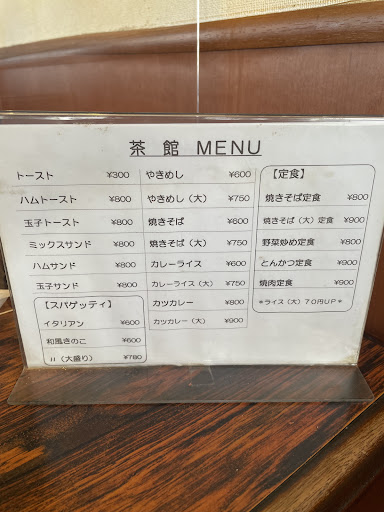 茶館 MENU
トースト ¥300
ハムトースト ¥800
玉子トースト ¥800
ミックスサンド ¥800
ハムサンド ¥800
玉子サンド ¥800
【スパゲッティ】
イタリアン ¥600
和風きのこ ¥600
〃（大盛り） ¥780
やきめし ¥600
やきめし（大） ¥750
焼きそば ¥600
焼きそば（大） ¥750
カレーライス ¥600
カレーライス（大） ¥750
カツカレー ¥800
カツカレー（大） ¥900
【定食】
焼きそば定食 ¥800
焼きそば（大）定食 ¥900
野菜炒め定食 ¥800
とんかつ定食 ¥900
焼肉定食 ¥900
＊ライス（大）７０円UP＊